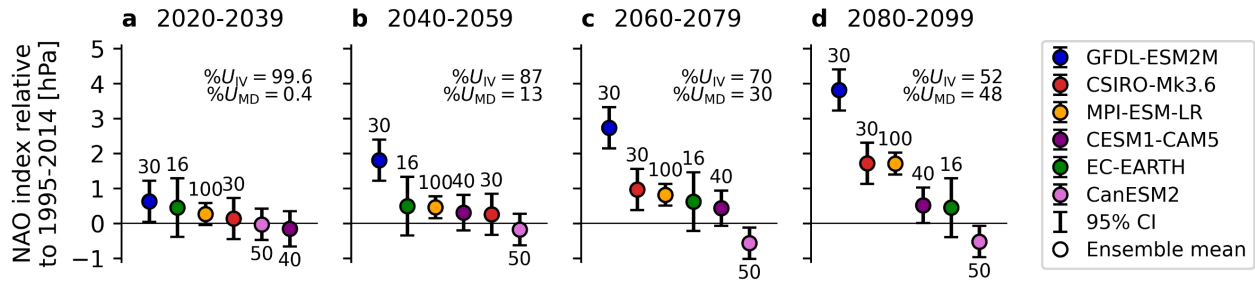 a 2020-2039
b 2040-2059
c 2060-2079
d 2080-2099
NAO index relative
to 1995-2014 [hPa]
5
4
3
2
1
0
−1
%U_IV = 99.6
%U_MD = 0.4
30
16
100
30
50
40
%U_IV = 87
%U_MD = 13
30
16
100
40
30
50
%U_IV = 70
%U_MD = 30
30
30
100
16
40
50
%U_IV = 52
%U_MD = 48
30
30
100
40
16
50
GFDL-ESM2M
CSIRO-Mk3.6
MPI-ESM-LR
CESM1-CAM5
EC-EARTH
CanESM2
95% CI
Ensemble mean